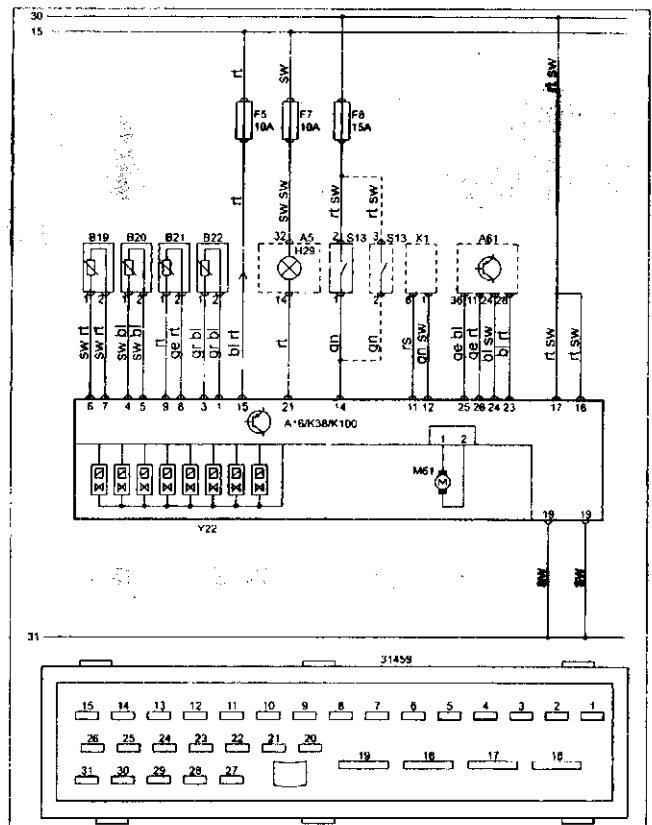 30
15
rt
sw
rt sw
F5
10A
F7
10A
F8
15A
rt
sw sw
rt sw
rt sw
B19
B20
B21
B22
32
A5
H29
2
S13
3
S13
K1
A61
1 2
1 2
1 2
1 2
14
1
2
6 1
36 11 24 28
sw rt
sw rt
sw bl
sw bl
rt
ge rt
gr bl
gr bl
bl rt
rt
gn
gn
rs
gn sw
ge bl
ge rt
bl sw
bl rt
rt sw
rt sw
6 7 4 5 9 8 3 1 15 21 14 11 12 25 26 24 23 17 18
A16/K38/K100
1 2
M61
M
Y22
19 19
sw sw
31
31459
15 14 13 12 11 10 9 8 7 6 5 4 3 2 1
26 25 24 23 22 21 20
19 18 17 16
31 30 29 28 27